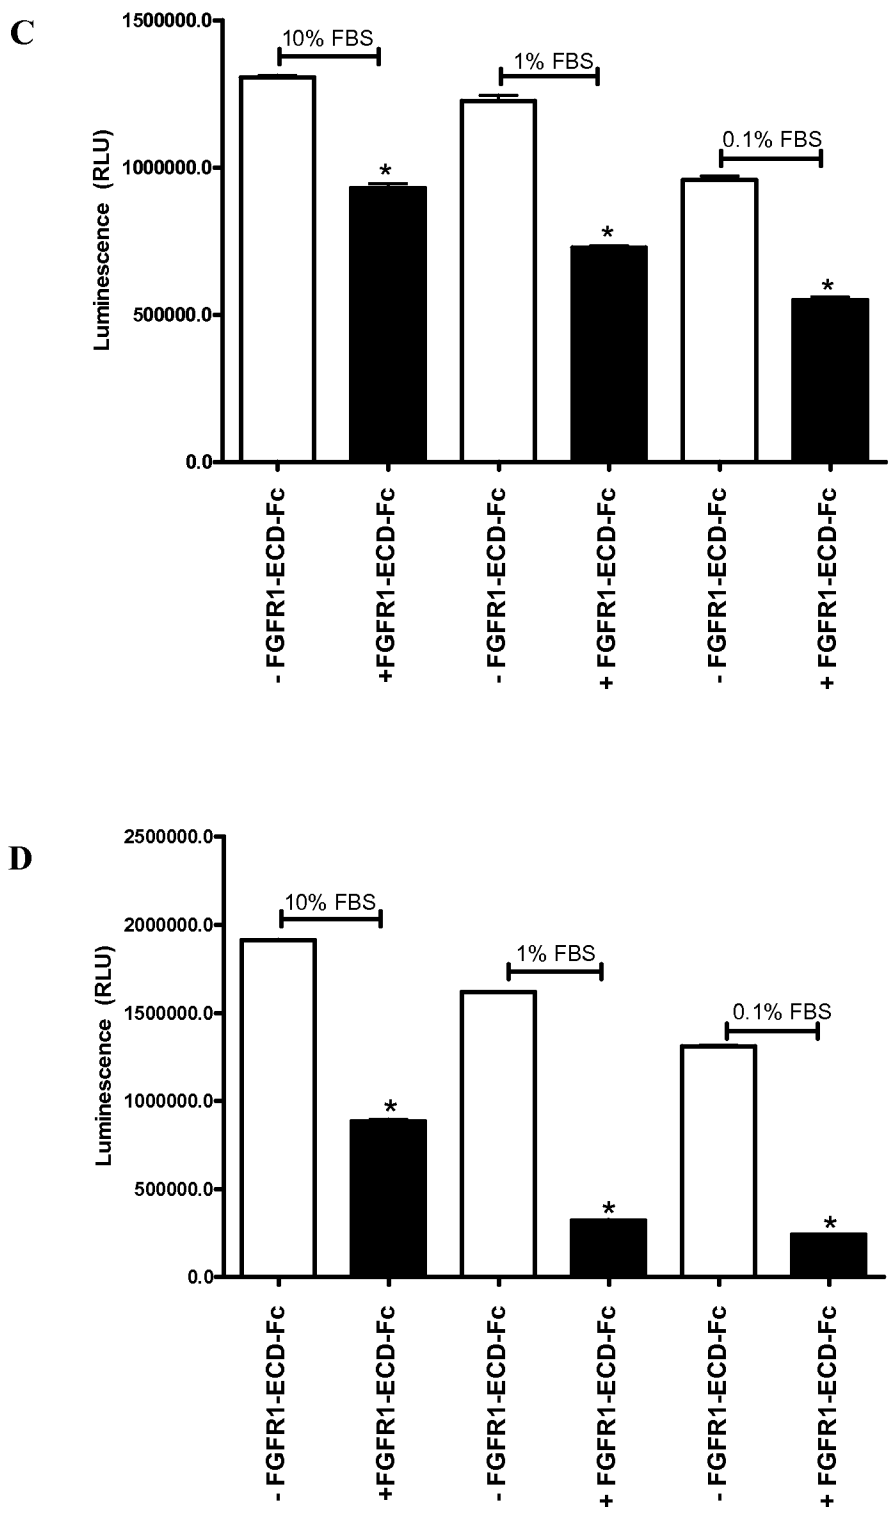 C
1500000.0
1000000.0
500000.0
0.0
Luminescence (RLU)
10% FBS
1% FBS
0.1% FBS
*
*
*
- FGFR1-ECD-Fc
+FGFR1-ECD-Fc
- FGFR1-ECD-Fc
+ FGFR1-ECD-Fc
- FGFR1-ECD-Fc
+ FGFR1-ECD-Fc
D
2500000.0
2000000.0
1500000.0
1000000.0
500000.0
0.0
Luminescence (RLU)
10% FBS
1% FBS
0.1% FBS
*
*
*
- FGFR1-ECD-Fc
+FGFR1-ECD-Fc
- FGFR1-ECD-Fc
+ FGFR1-ECD-Fc
- FGFR1-ECD-Fc
+ FGFR1-ECD-Fc